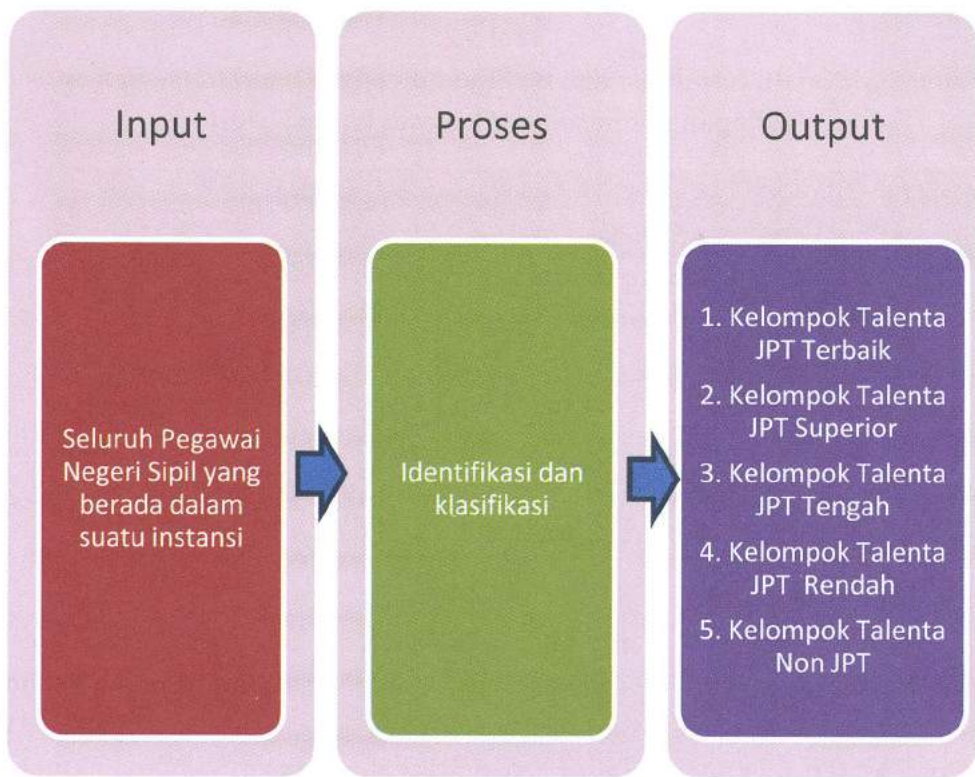 Input
Seluruh Pegawai
Negeri Sipil yang
berada dalam
suatu instansi
Proses
Identifikasi dan
klasifikasi
Output
1. Kelompok Talenta
JPT Terbaik
2. Kelompok Talenta
JPT Superior
3. Kelompok Talenta
JPT Tengah
4. Kelompok Talenta
JPT Rendah
5. Kelompok Talenta
Non JPT